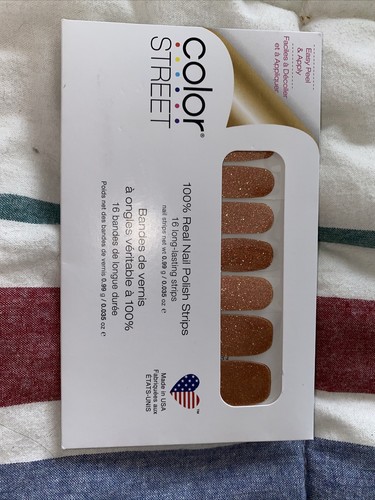 color®
STREET
Easy Peel
& Apply
Faciles à Décoller
et à Appliquer
100% Real Nail Polish Strips
16 long-lasting strips
nail strips net wt 0.99 g / 0.035 oz e
Bandes de vernis
à ongles véritable à 100%
16 bandes de longue durée
Poids net des bandes de vernis 0.99 g / 0.035 oz e
Made in USA
Fabriquées aux
ÉTATS-UNIS
TM